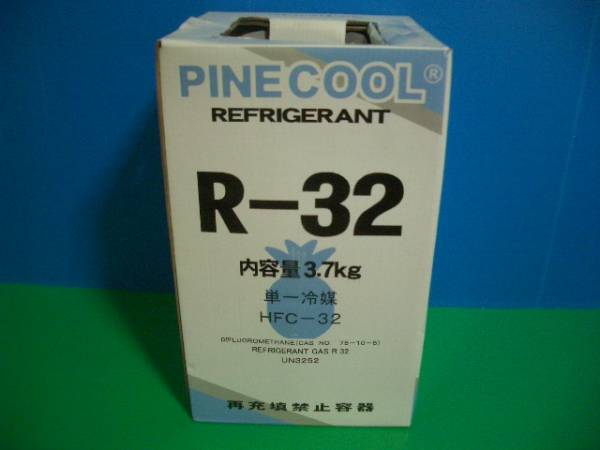 PINE COOL®
REFRIGERANT
R-32
内容量 3.7kg
単一冷媒
HFC-32
DIFLUOROMETHANE(CAS NO. 75-10-5)
REFRIGERANT GAS R 32
UN3252
再充填禁止容器